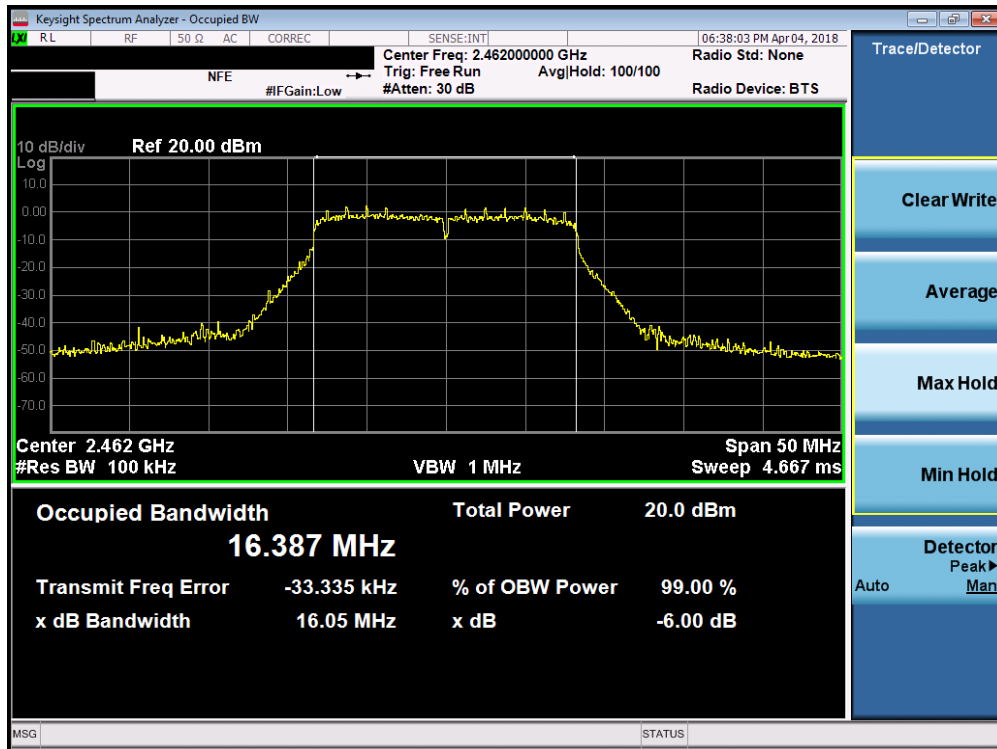 Keysight Spectrum Analyzer - Occupied BW
LXI RL RF 50 Ω AC CORREC SENSE:INT 06:38:03 PM Apr 04, 2018
Center Freq: 2.462000000 GHz Radio Std: None
NFE Trig: Free Run Avg|Hold: 100/100
#IFGain:Low #Atten: 30 dB Radio Device: BTS
10 dB/div Ref 20.00 dBm
Log
10.0
0.00
-10.0
-20.0
-30.0
-40.0
-50.0
-60.0
-70.0
Center 2.462 GHz Span 50 MHz
#Res BW 100 kHz VBW 1 MHz Sweep 4.667 ms
Occupied Bandwidth Total Power 20.0 dBm
16.387 MHz
Transmit Freq Error -33.335 kHz % of OBW Power 99.00 %
x dB Bandwidth 16.05 MHz x dB -6.00 dB
MSG STATUS
Trace/Detector
Clear Write
Average
Max Hold
Min Hold
Detector
Peak▶
Auto Man